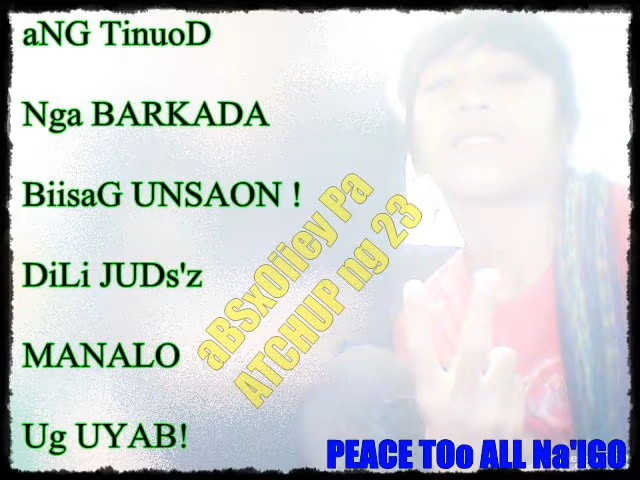 aNG TinuoD
Nga BARKADA
BiisaG UNSAON !
DiLi JUDs'z
MANALO
Ug UYAB!
aBSxOiiey Pa
ATCHUP ng 23
PEACE TOo ALL Na'IGO